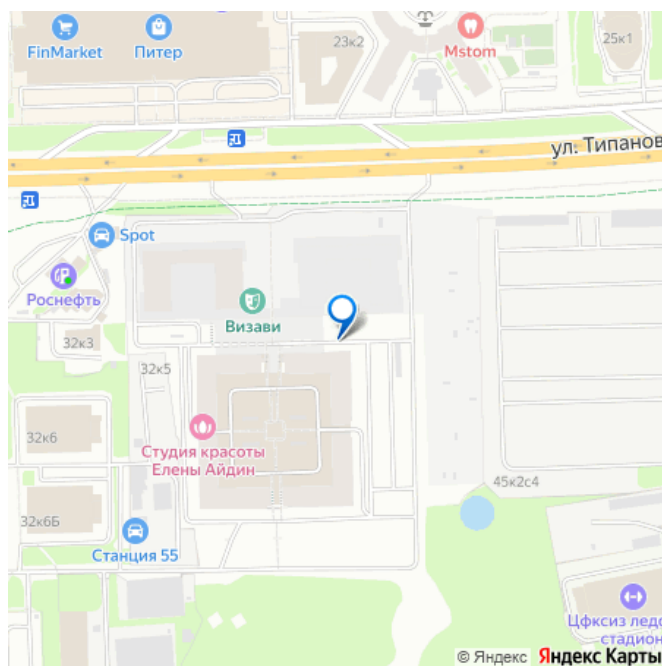 FinMarket
Питер
23к2
Mstom
25к1
ул. Типанов
Spot
Роснефть
Визави
32к3
32к5
32к6
Студия красоты
Елены Айдин
32к6Б
45к2с4
Станция 55
Цфксиз ледо
стадион
© Яндекс Яндекс Карты